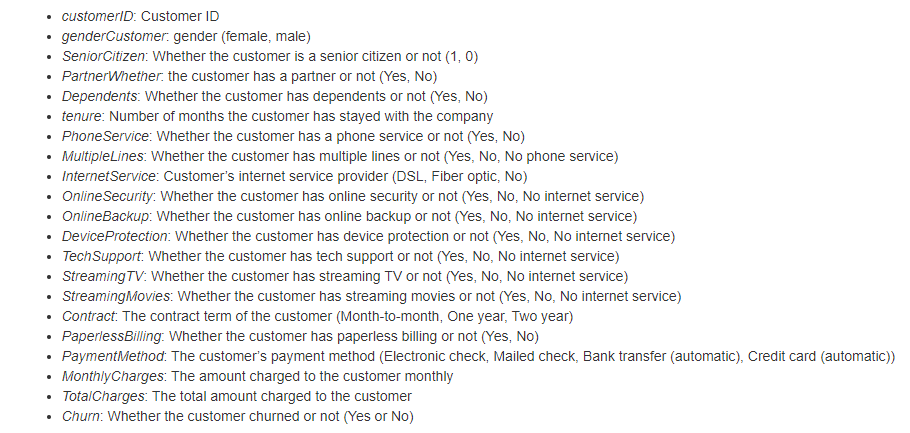 • customerID: Customer ID
• genderCustomer: gender (female, male)
• SeniorCitizen: Whether the customer is a senior citizen or not (1, 0)
• PartnerWhether: the customer has a partner or not (Yes, No)
• Dependents: Whether the customer has dependents or not (Yes, No)
• tenure: Number of months the customer has stayed with the company
• PhoneService: Whether the customer has a phone service or not (Yes, No)
• MultipleLines: Whether the customer has multiple lines or not (Yes, No, No phone service)
• InternetService: Customer’s internet service provider (DSL, Fiber optic, No)
• OnlineSecurity: Whether the customer has online security or not (Yes, No, No internet service)
• OnlineBackup: Whether the customer has online backup or not (Yes, No, No internet service)
• DeviceProtection: Whether the customer has device protection or not (Yes, No, No internet service)
• TechSupport: Whether the customer has tech support or not (Yes, No, No internet service)
• StreamingTV: Whether the customer has streaming TV or not (Yes, No, No internet service)
• StreamingMovies: Whether the customer has streaming movies or not (Yes, No, No internet service)
• Contract: The contract term of the customer (Month-to-month, One year, Two year)
• PaperlessBilling: Whether the customer has paperless billing or not (Yes, No)
• PaymentMethod: The customer’s payment method (Electronic check, Mailed check, Bank transfer (automatic), Credit card (automatic))
• MonthlyCharges: The amount charged to the customer monthly
• TotalCharges: The total amount charged to the customer
• Churn: Whether the customer churned or not (Yes or No)